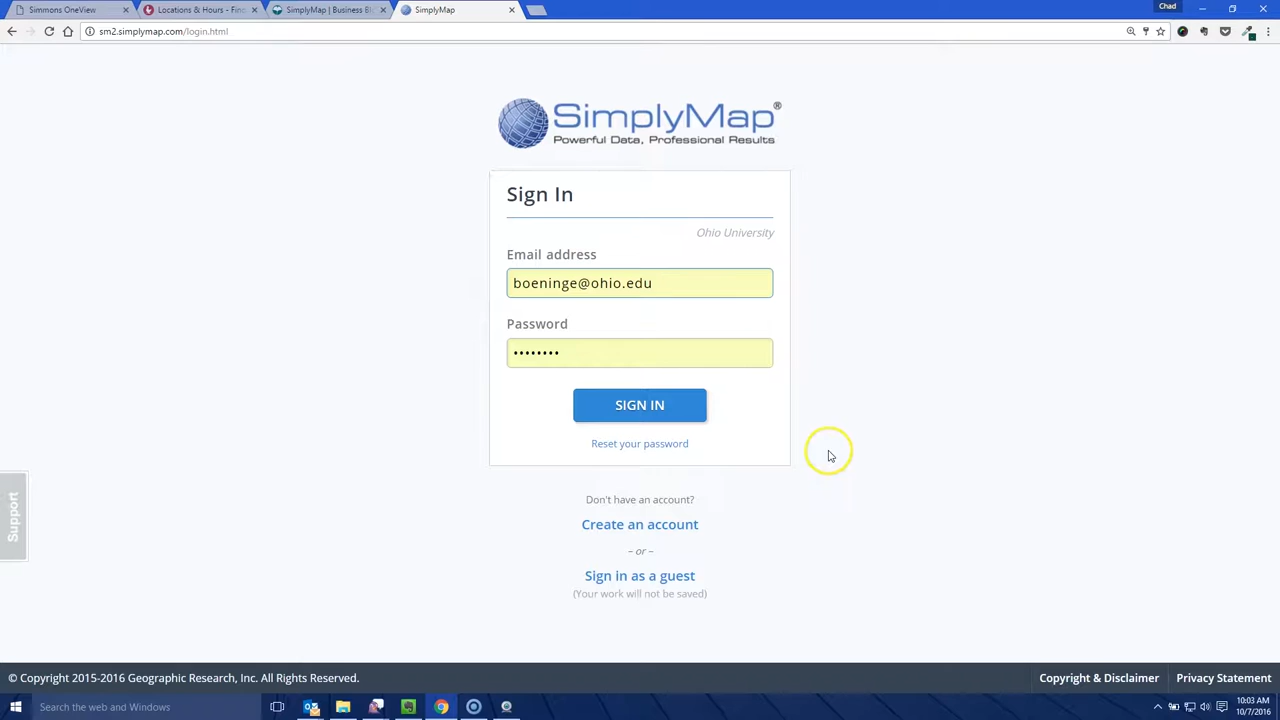 Simmons OneView
Locations & Hours - Fin
SimplyMap | Business Bl
SimplyMap
Chad
sm2.simplymap.com/login.html
SimplyMap®
Powerful Data, Professional Results
Sign In
Ohio University
Email address
boeninge@ohio.edu
Password
••••••••
SIGN IN
Reset your password
Support
Don't have an account?
Create an account
– or –
Sign in as a guest
(Your work will not be saved)
© Copyright 2015-2016 Geographic Research, Inc. All Rights Reserved.
Copyright & Disclaimer
Privacy Statement
Search the web and Windows
10:03 AM
10/7/2016